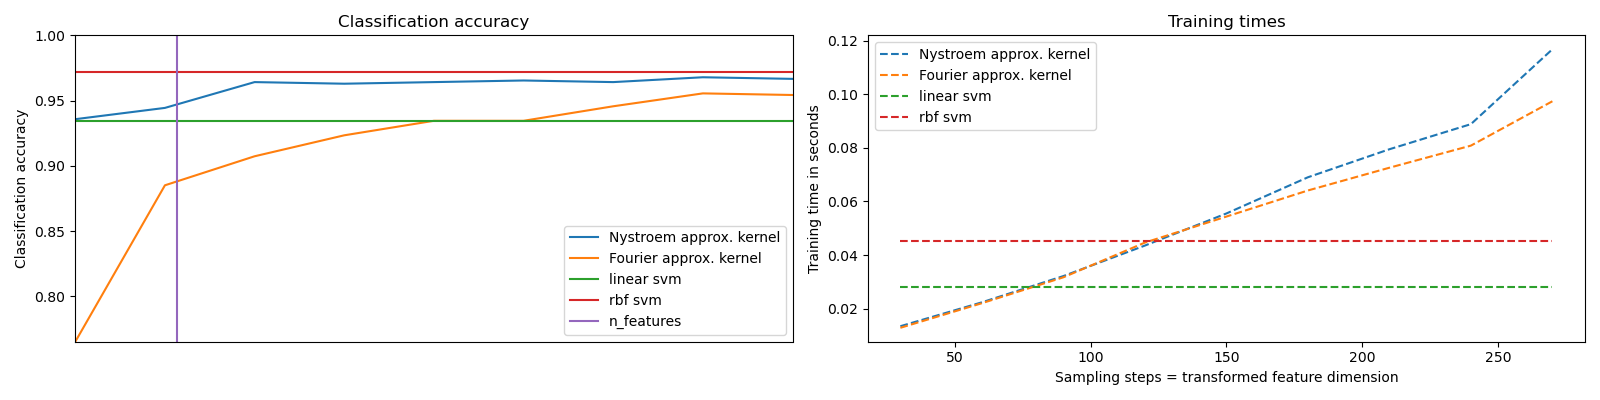 Classification accuracy
Classification accuracy
1.00
0.95
0.90
0.85
0.80
Nystroem approx. kernel
Fourier approx. kernel
linear svm
rbf svm
n_features
Training times
Training time in seconds
0.12
0.10
0.08
0.06
0.04
0.02
Nystroem approx. kernel
Fourier approx. kernel
linear svm
rbf svm
50 100 150 200 250
Sampling steps = transformed feature dimension